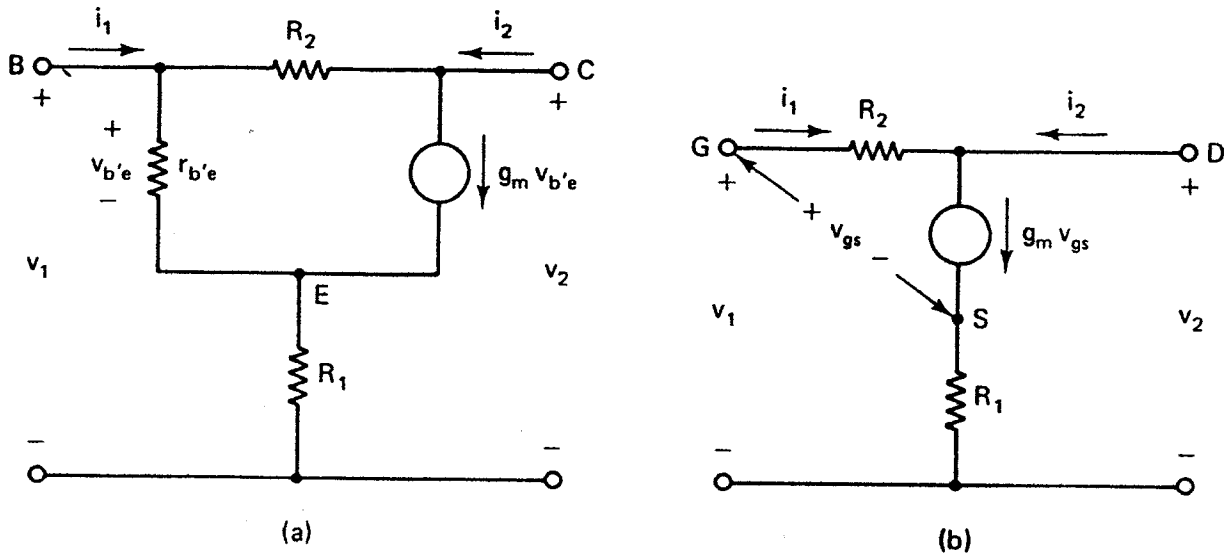 i₁
R₂
i₂
B
C
+
+
+
v_b'e
r_b'e
g_m v_b'e
−
v₁
v₂
E
R₁
−
−
(a)
i₁
R₂
i₂
G
D
+
+
+
v_gs
−
g_m v_gs
v₁
S
v₂
R₁
−
−
(b)